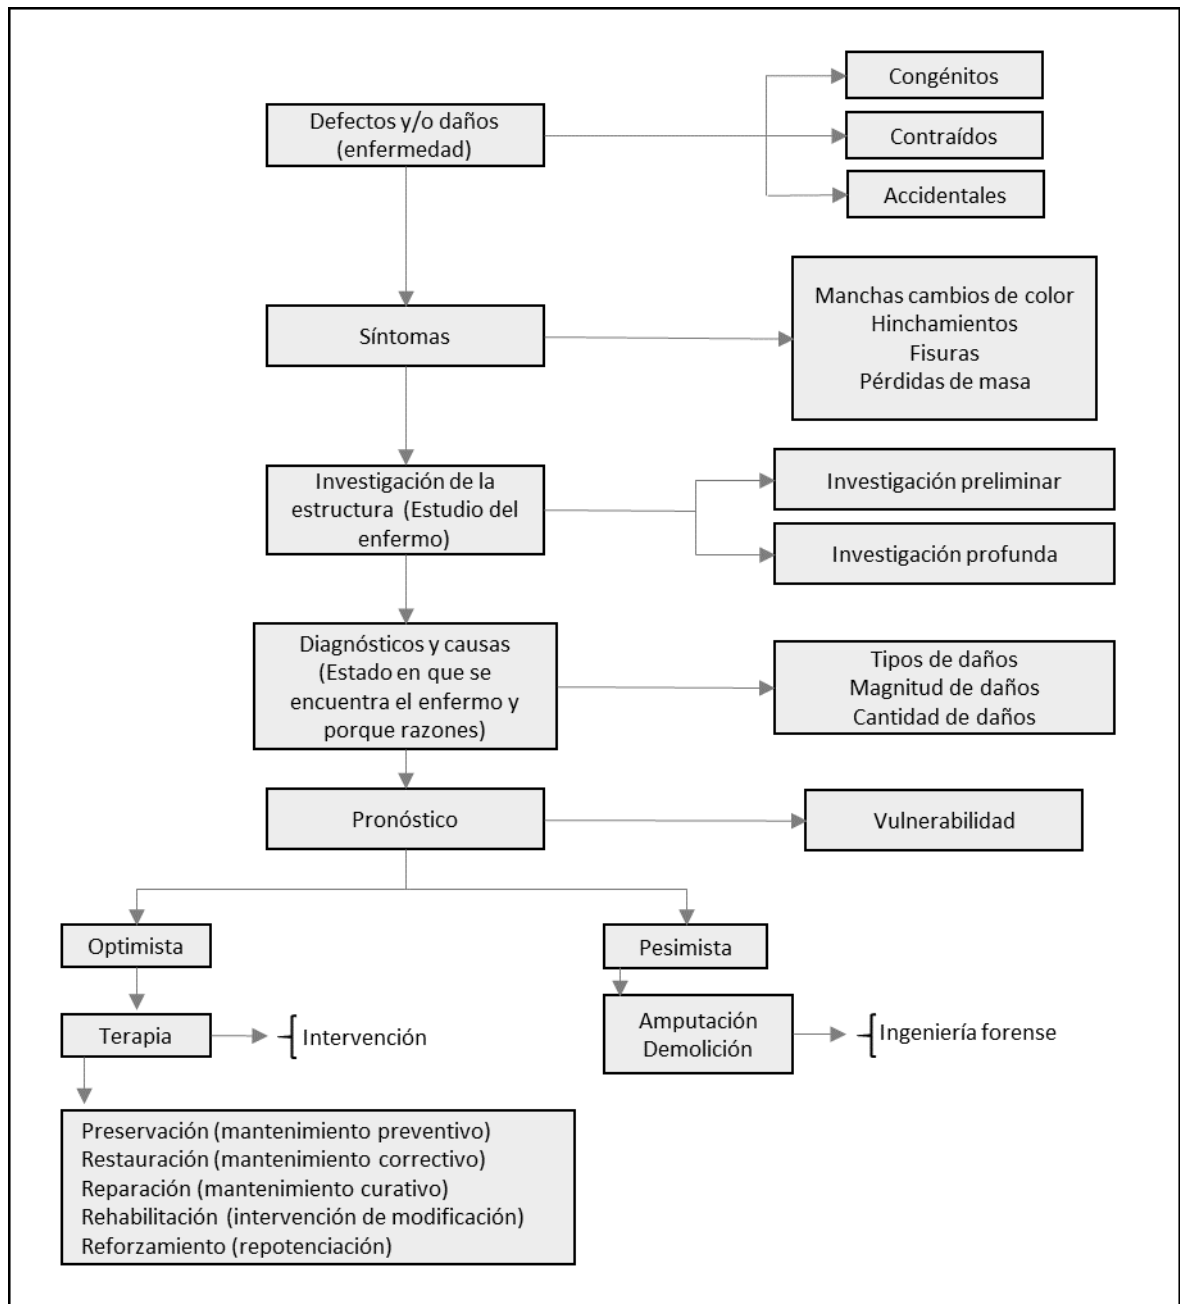 Defectos y/o daños
(enfermedad)
Congénitos
Contraídos
Accidentales
Síntomas
Manchas cambios de color
Hinchamientos
Fisuras
Pérdidas de masa
Investigación de la
estructura (Estudio del
enfermo)
Investigación preliminar
Investigación profunda
Diagnósticos y causas
(Estado en que se
encuentra el enfermo y
porque razones)
Tipos de daños
Magnitud de daños
Cantidad de daños
Pronóstico
Vulnerabilidad
Optimista
Pesimista
Terapia
Intervención
Amputación
Demolición
Ingeniería forense
Preservación (mantenimiento preventivo)
Restauración (mantenimiento correctivo)
Reparación (mantenimiento curativo)
Rehabilitación (intervención de modificación)
Reforzamiento (repotenciación)